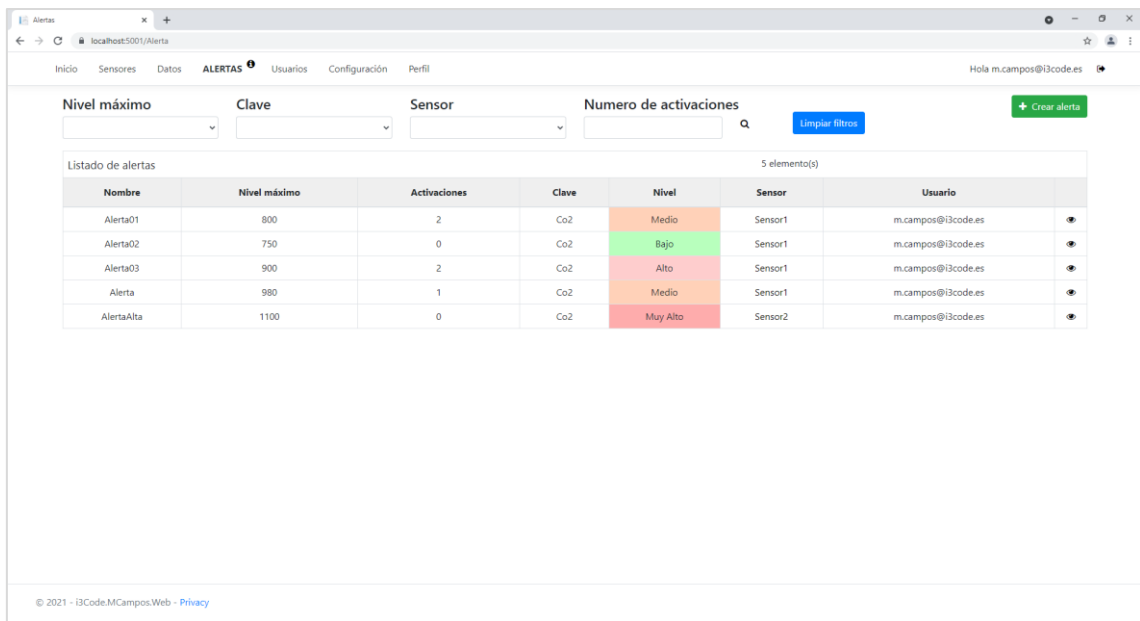 Alertas
localhost:5001/Alerta
Inicio Sensores Datos ALERTAS Usuarios Configuración Perfil Hola m.campos@i3code.es
Nivel máximo Clave Sensor Numero de activaciones
Limpiar filtros
Crear alerta
Listado de alertas 5 elemento(s)
Nombre Nivel máximo Activaciones Clave Nivel Sensor Usuario
Alerta01 800 2 Co2 Medio Sensor1 m.campos@i3code.es
Alerta02 750 0 Co2 Bajo Sensor1 m.campos@i3code.es
Alerta03 900 2 Co2 Alto Sensor1 m.campos@i3code.es
Alerta 980 1 Co2 Medio Sensor1 m.campos@i3code.es
AlertaAlta 1100 0 Co2 Muy Alto Sensor2 m.campos@i3code.es
© 2021 - i3Code.MCampos.Web - Privacy